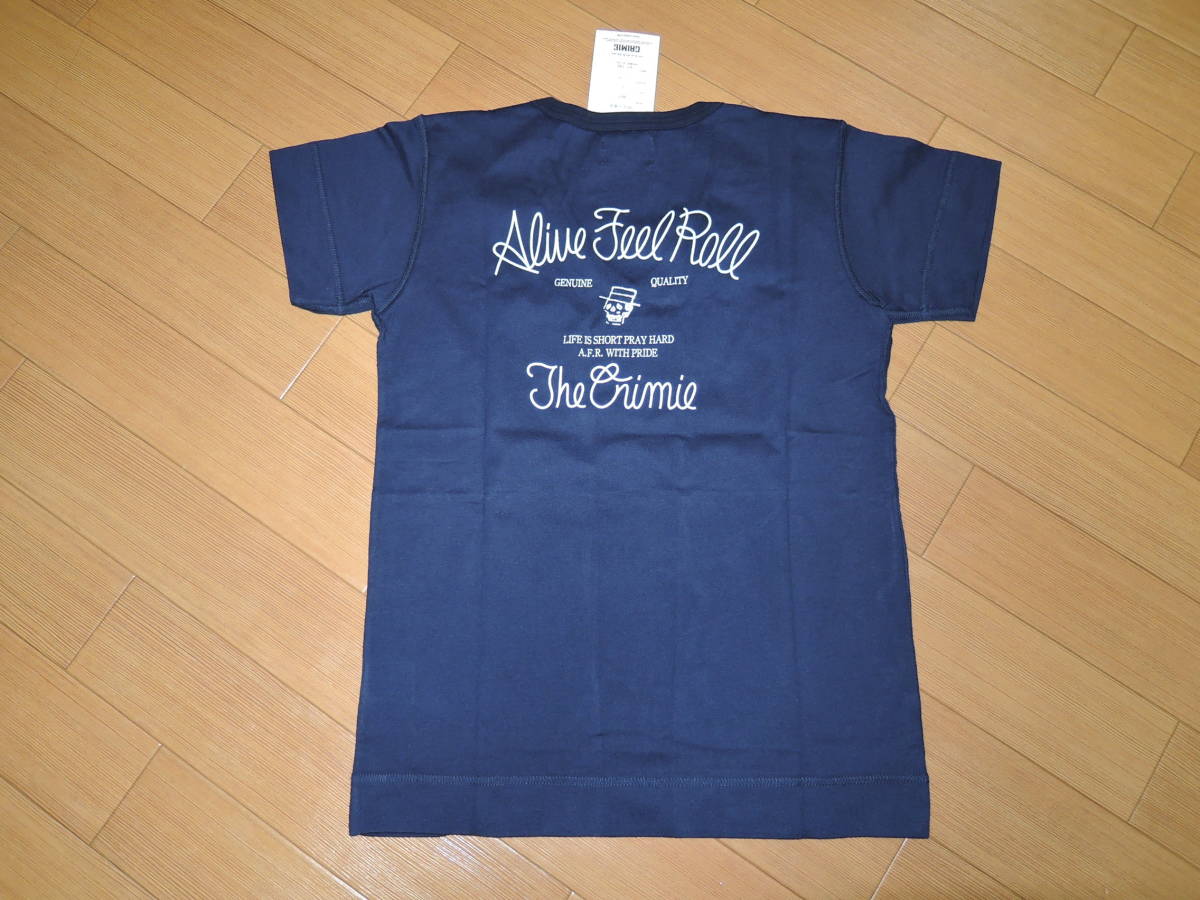 CRIMIE
Alive Feel Roll
GENUINE QUALITY
LIFE IS SHORT PRAY HARD
A.F.R. WITH PRIDE
The Crimie